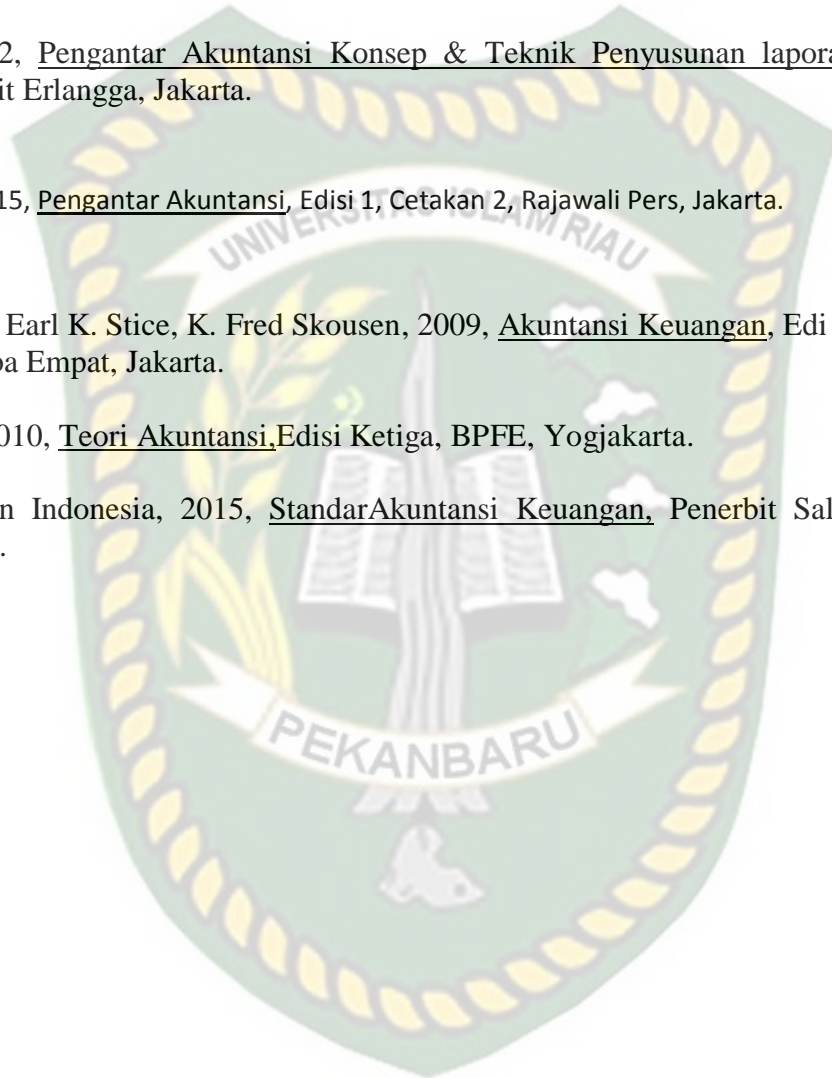 2, Pengantar Akuntansi Konsep & Teknik Penyusunan lapora
it Erlangga, Jakarta.
15, Pengantar Akuntansi, Edisi 1, Cetakan 2, Rajawali Pers, Jakarta.
UNIVERSITAS ISLAM RIAU
Earl K. Stice, K. Fred Skousen, 2009, Akuntansi Keuangan, Edi
a Empat, Jakarta.
010, Teori Akuntansi,Edisi Ketiga, BPFE, Yogjakarta.
n Indonesia, 2015, StandarAkuntansi Keuangan, Penerbit Sal
.
PEKANBARU